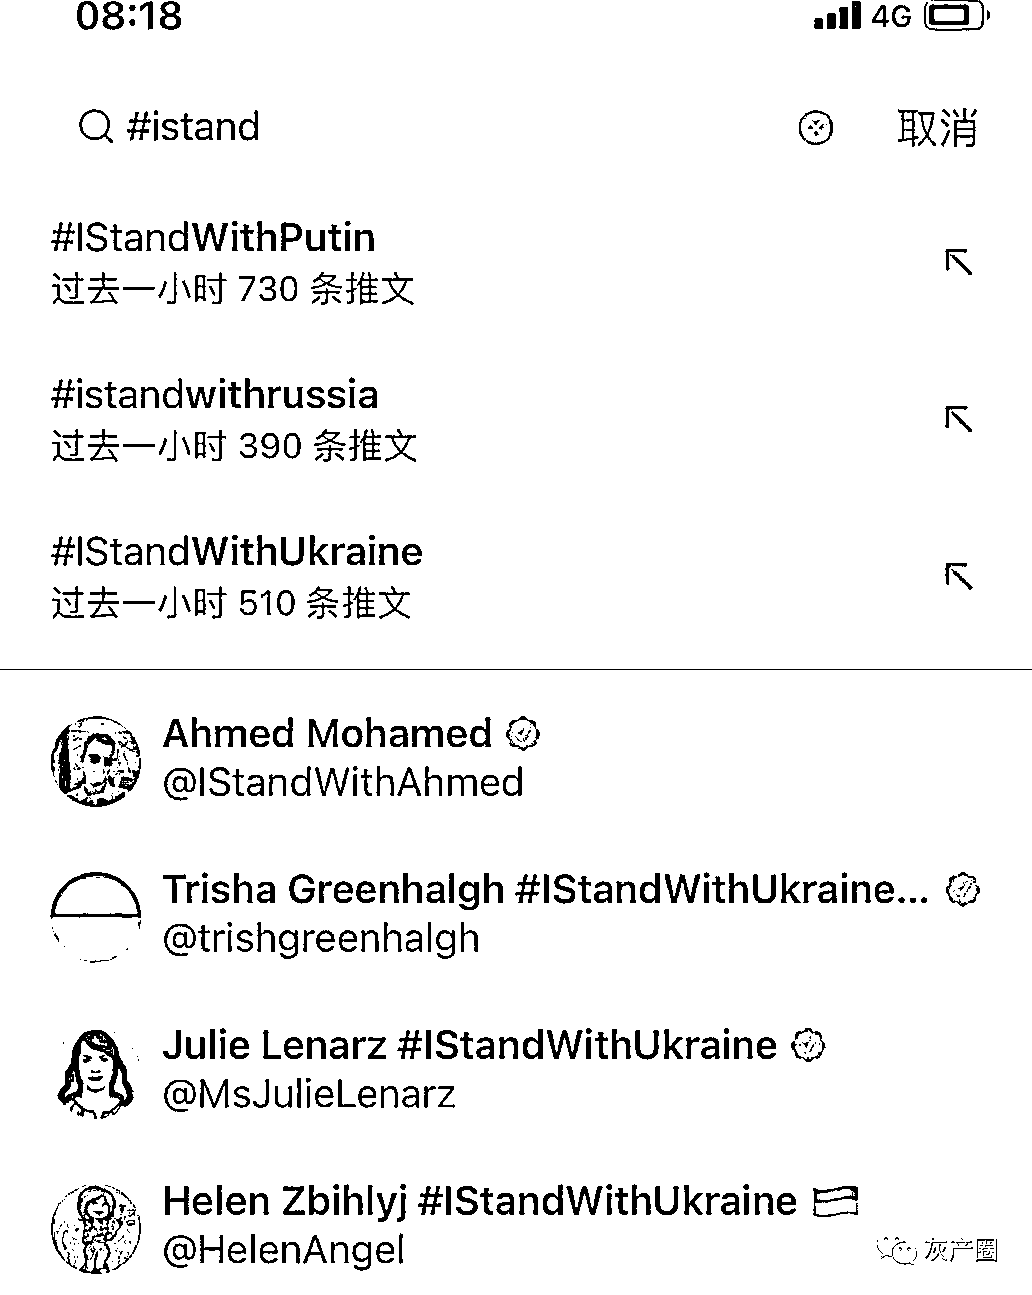 08:18
4G
#istand
取消
#IStandWithPutin
过去一小时 730 条推文
#istandwithrussia
过去一小时 390 条推文
#IStandWithUkraine
过去一小时 510 条推文
Ahmed Mohamed
@IStandWithAhmed
Trisha Greenhalgh #IStandWithUkraine...
@trishgreenhalgh
Julie Lenarz #IStandWithUkraine
@MsJulieLenarz
Helen Zbihlyj #IStandWithUkraine
@HelenAngel
灰产圈